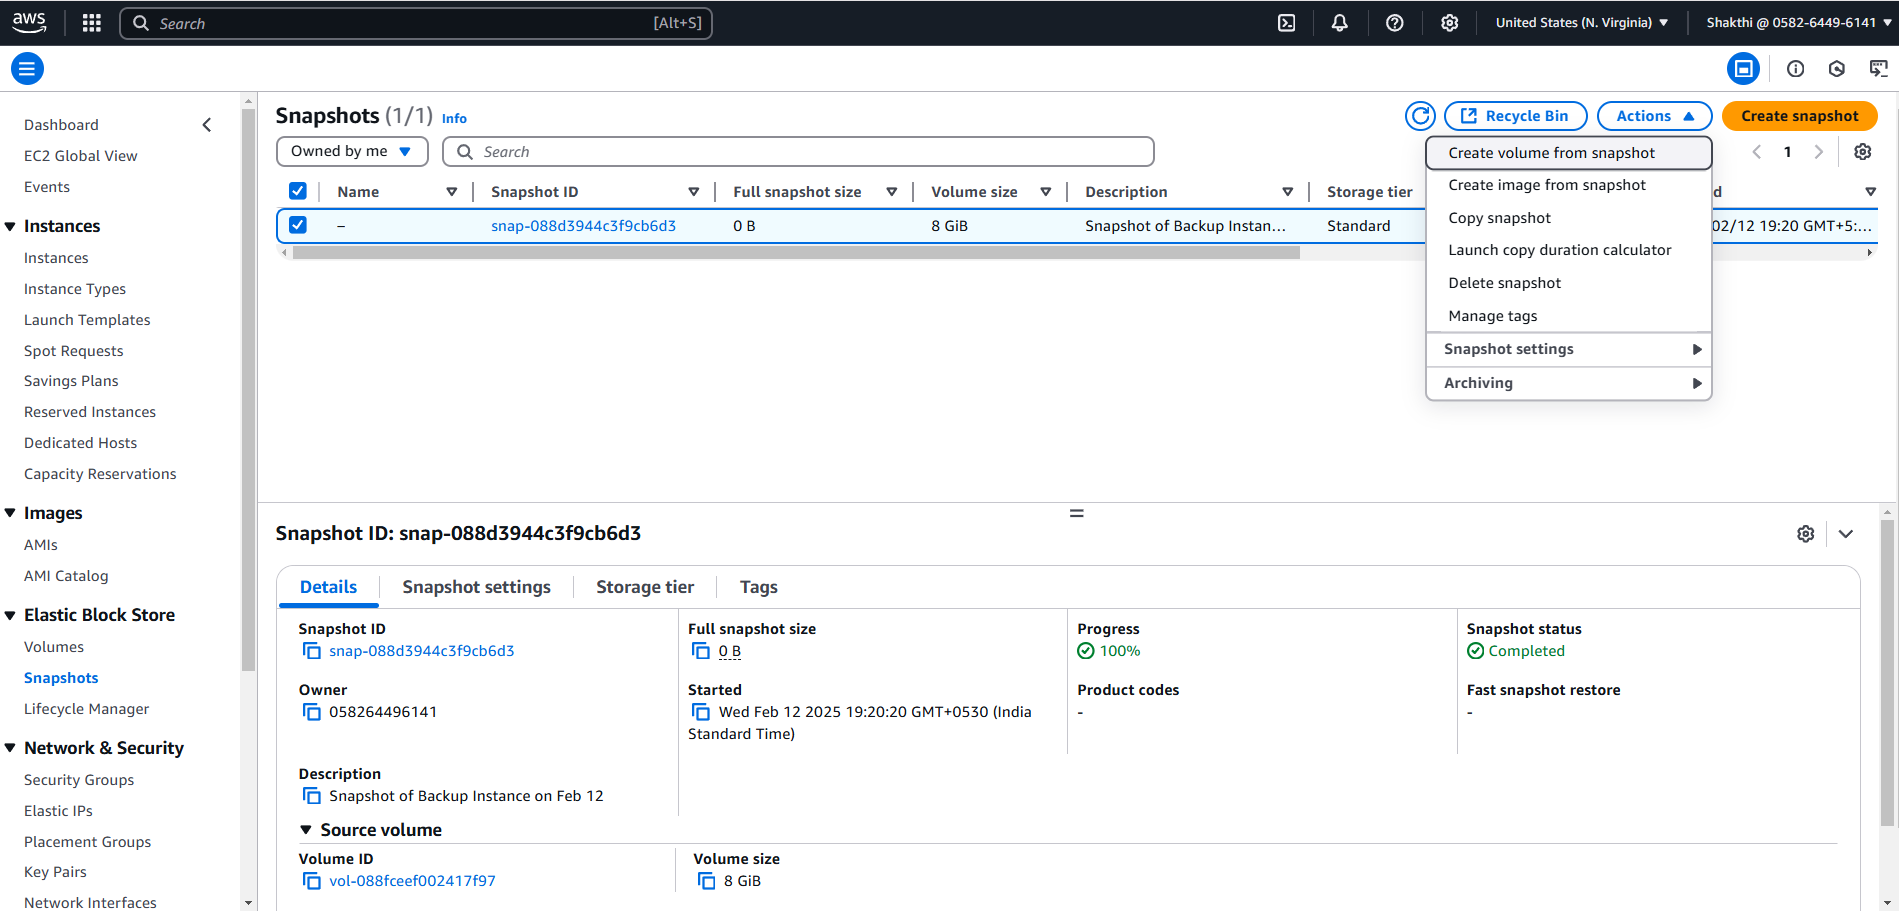 aws Search [Alt+S] United States (N. Virginia) Shakthi @ 0582-6449-6141
Dashboard
EC2 Global View
Events
Instances
Instances
Instance Types
Launch Templates
Spot Requests
Savings Plans
Reserved Instances
Dedicated Hosts
Capacity Reservations
Images
AMIs
AMI Catalog
Elastic Block Store
Volumes
Snapshots
Lifecycle Manager
Network & Security
Security Groups
Elastic IPs
Placement Groups
Key Pairs
Network Interfaces
Snapshots (1/1) Info Recycle Bin Actions Create snapshot
Owned by me Search 1
Name Snapshot ID Full snapshot size Volume size Description Storage tier d
– snap-088d3944c3f9cb6d3 0 B 8 GiB Snapshot of Backup Instan... Standard 02/12 19:20 GMT+5:...
Create volume from snapshot
Create image from snapshot
Copy snapshot
Launch copy duration calculator
Delete snapshot
Manage tags
Snapshot settings
Archiving
Snapshot ID: snap-088d3944c3f9cb6d3
Details Snapshot settings Storage tier Tags
Snapshot ID
snap-088d3944c3f9cb6d3
Full snapshot size
0 B
Progress
100%
Snapshot status
Completed
Owner
058264496141
Started
Wed Feb 12 2025 19:20:20 GMT+0530 (India
Standard Time)
Product codes
-
Fast snapshot restore
-
Description
Snapshot of Backup Instance on Feb 12
Source volume
Volume ID
vol-088fceef002417f97
Volume size
8 GiB